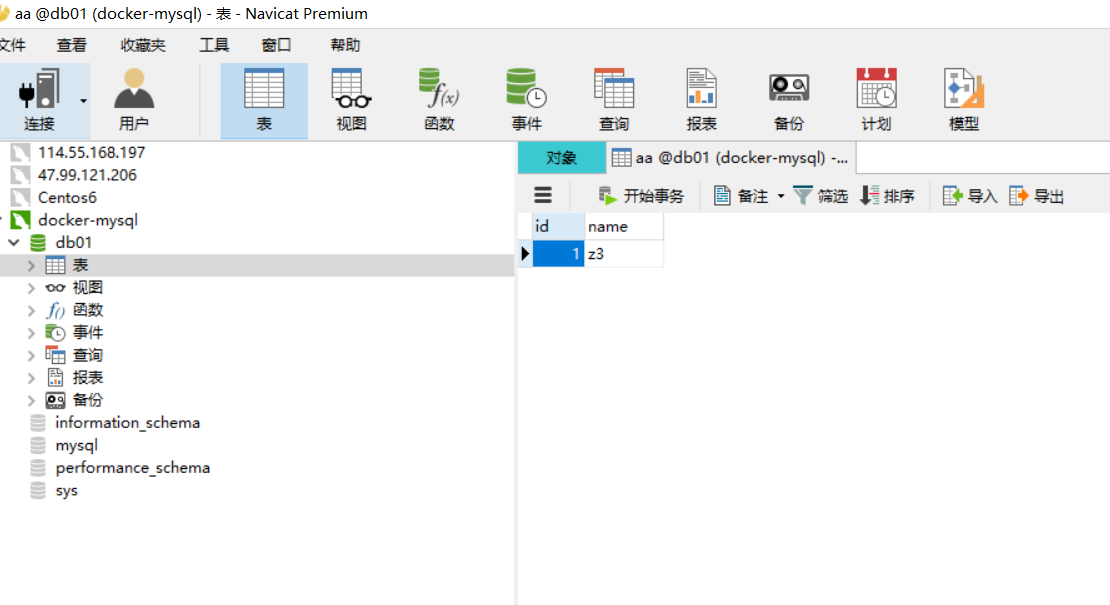 aa @db01 (docker-mysql) - 表 - Navicat Premium
文件 查看 收藏夹 工具 窗口 帮助
连接 用户 表 视图 函数 事件 查询 报表 备份 计划 模型
114.55.168.197
47.99.121.206
Centos6
docker-mysql
db01
表
视图
函数
事件
查询
报表
备份
information_schema
mysql
performance_schema
sys
对象 aa @db01 (docker-mysql) -...
开始事务 备注 筛选 排序 导入 导出
id name
1 z3